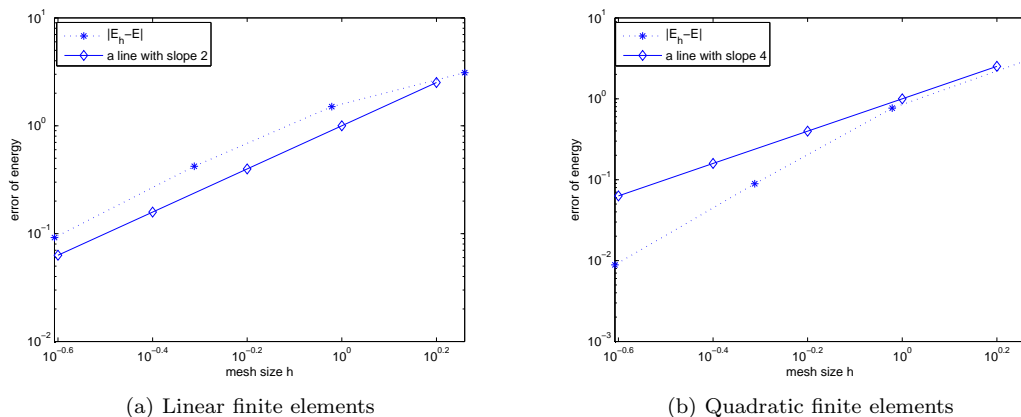 10^1
|E_h−E|
a line with slope 2
10^0
error of energy
10^−1
10^−2
10^−0.6
10^−0.4
10^−0.2
10^0
10^0.2
mesh size h
(a) Linear finite elements
10^1
|E_h−E|
a line with slope 4
10^0
error of energy
10^−1
10^−2
10^−3
10^−0.6
10^−0.4
10^−0.2
10^0
10^0.2
mesh size h
(b) Quadratic finite elements